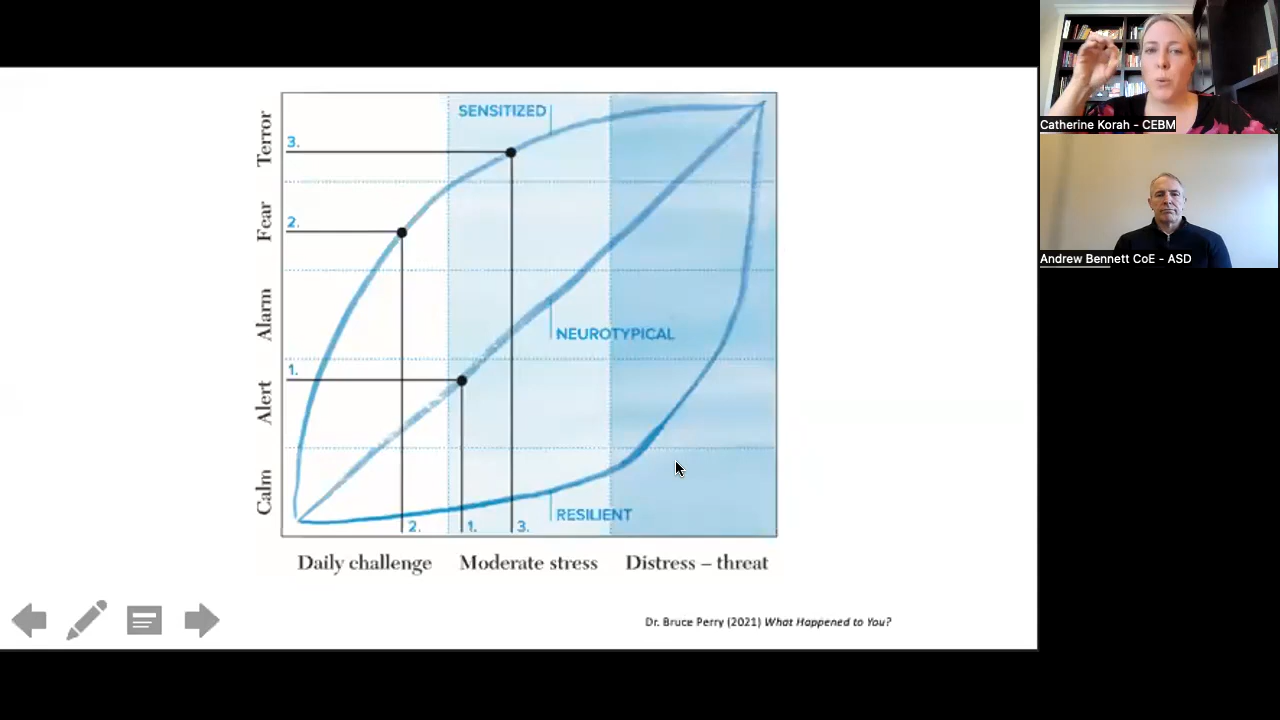 Terror
Fear
Alarm
Alert
Calm
3.
2.
1.
SENSITIZED
NEUROTYPICAL
RESILIENT
2.
1.
3.
Daily challenge
Moderate stress
Distress – threat
Dr. Bruce Perry (2021) What Happened to You?
Catherine Korah - CEBM
Andrew Bennett CoE - ASD